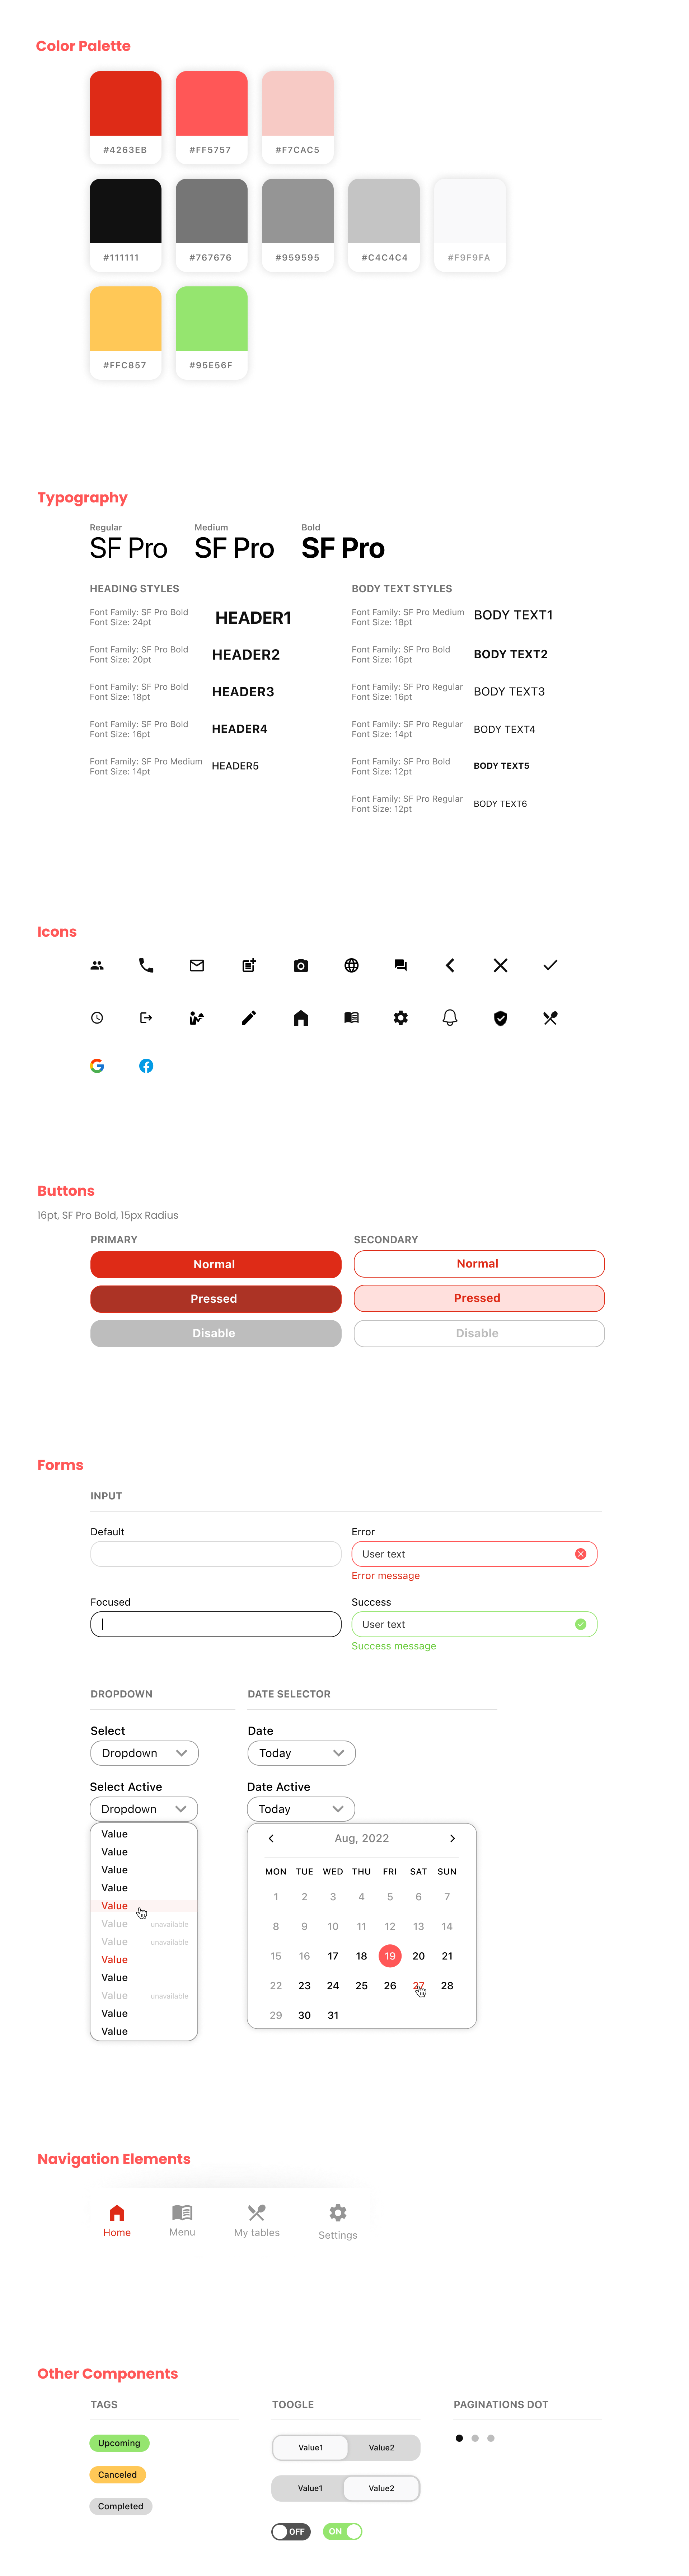 Color Palette
#4263EB
#FF5757
#F7CAC5
#111111
#767676
#959595
#C4C4C4
#F9F9FA
#FFC857
#95E56F
Typography
Regular
Medium
Bold
SF Pro
SF Pro
SF Pro
HEADING STYLES
Font Family: SF Pro Bold
Font Size: 24pt
HEADER1
Font Family: SF Pro Bold
Font Size: 20pt
HEADER2
Font Family: SF Pro Bold
Font Size: 18pt
HEADER3
Font Family: SF Pro Bold
Font Size: 16pt
HEADER4
Font Family: SF Pro Medium
Font Size: 14pt
HEADER5
BODY TEXT STYLES
Font Family: SF Pro Medium
Font Size: 18pt
BODY TEXT1
Font Family: SF Pro Bold
Font Size: 16pt
BODY TEXT2
Font Family: SF Pro Regular
Font Size: 16pt
BODY TEXT3
Font Family: SF Pro Regular
Font Size: 14pt
BODY TEXT4
Font Family: SF Pro Bold
Font Size: 12pt
BODY TEXT5
Font Family: SF Pro Regular
Font Size: 12pt
BODY TEXT6
Icons
Buttons
16pt, SF Pro Bold, 15px Radius
PRIMARY
Normal
Pressed
Disable
SECONDARY
Normal
Pressed
Disable
Forms
INPUT
Default
Error
User text
Error message
Focused
Success
User text
Success message
DROPDOWN
Select
Dropdown
Select Active
Dropdown
Value
Value
Value
Value
Value
Value unavailable
Value unavailable
Value
Value
Value unavailable
Value
Value
DATE SELECTOR
Date
Today
Date Active
Today
Aug, 2022
MON TUE WED THU FRI SAT SUN
1 2 3 4 5 6 7
8 9 10 11 12 13 14
15 16 17 18 19 20 21
22 23 24 25 26 27 28
29 30 31
Navigation Elements
Home
Menu
My tables
Settings
Other Components
TAGS
Upcoming
Canceled
Completed
TOOGLE
Value1 Value2
Value1 Value2
OFF
ON
PAGINATIONS DOT